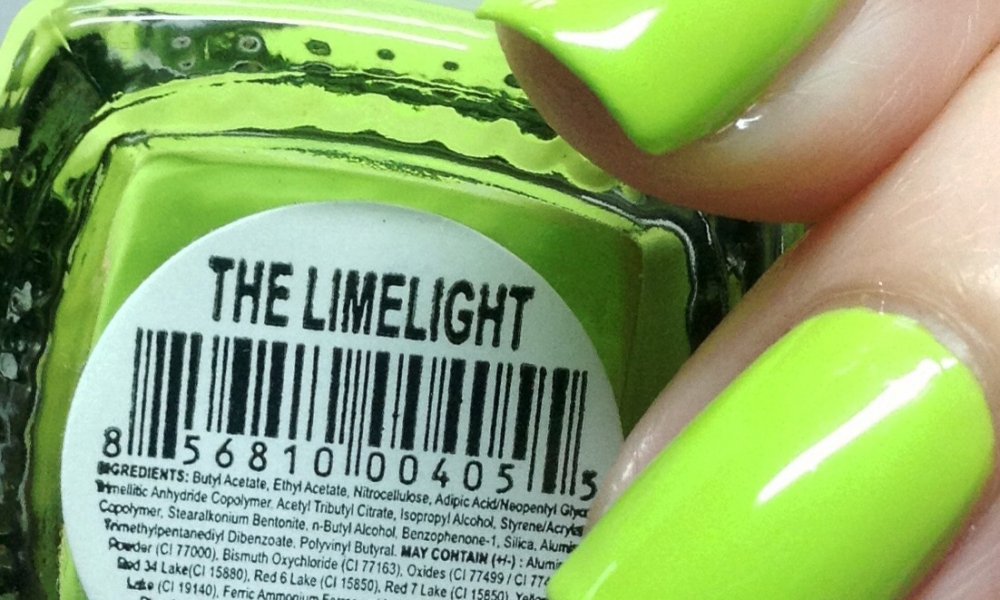 THE LIMELIGHT
8 56810 00405 5
INGREDIENTS: Butyl Acetate, Ethyl Acetate, Nitrocellulose, Adipic Acid/Neopentyl
Trimellitic Anhydride Copolymer, Acetyl Tributyl Citrate, Isopropyl Alcohol,
Copolymer, Stearalkonium Bentonite, n-Butyl Alcohol, Benzophenone-1, Silica,
Trimethylpentanediyl Dibenzoate, Polyvinyl Butyral. MAY CONTAIN (+/-) :
Powder (CI 77000), Bismuth Oxychloride (CI 77163), Oxides (CI 77499 /
Red 34 Lake(CI 15880), Red 6 Lake (CI 15850), Red 7 Lake (CI 15850),
Lake (CI 19140), Ferric Ammonium